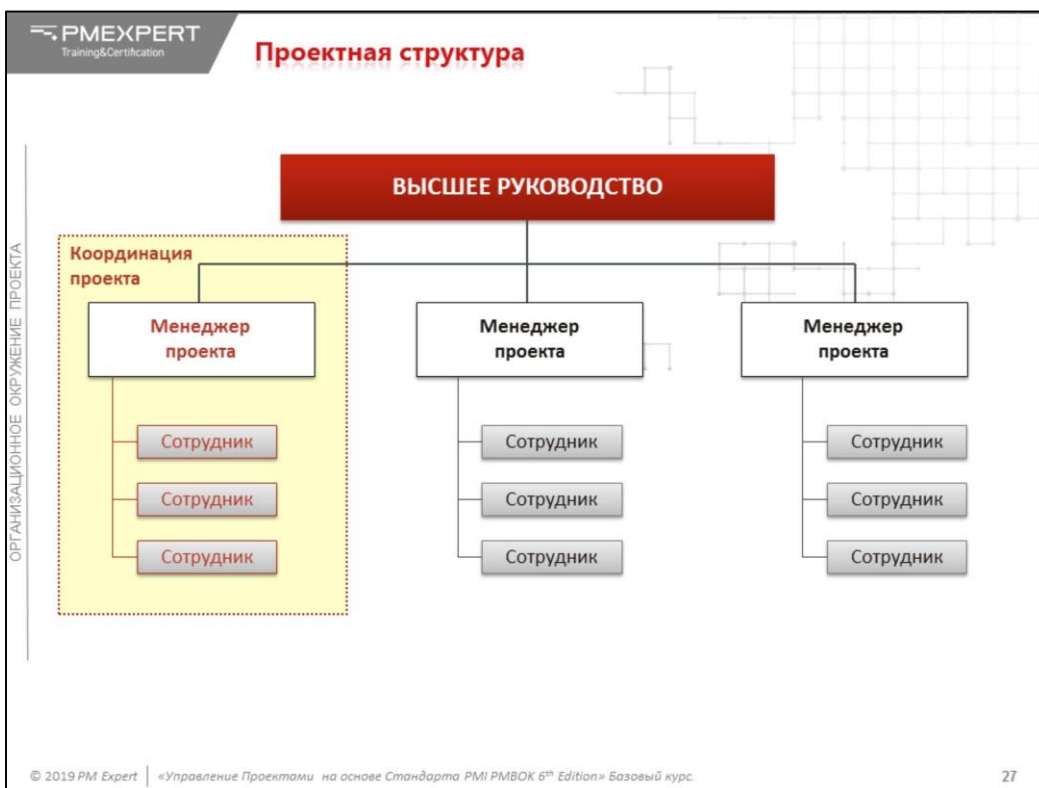 PMEXPERT
Training&Certification
Проектная структура
ОРГАНИЗАЦИОННОЕ ОКРУЖЕНИЕ ПРОЕКТА
ВЫСШЕЕ РУКОВОДСТВО
Координация
проекта
Менеджер
проекта
Сотрудник
Сотрудник
Сотрудник
Менеджер
проекта
Сотрудник
Сотрудник
Сотрудник
Менеджер
проекта
Сотрудник
Сотрудник
Сотрудник
© 2019 PM Expert «Управление Проектами на основе Стандарта PMI PMBOK 6th Edition» Базовый курс. 27